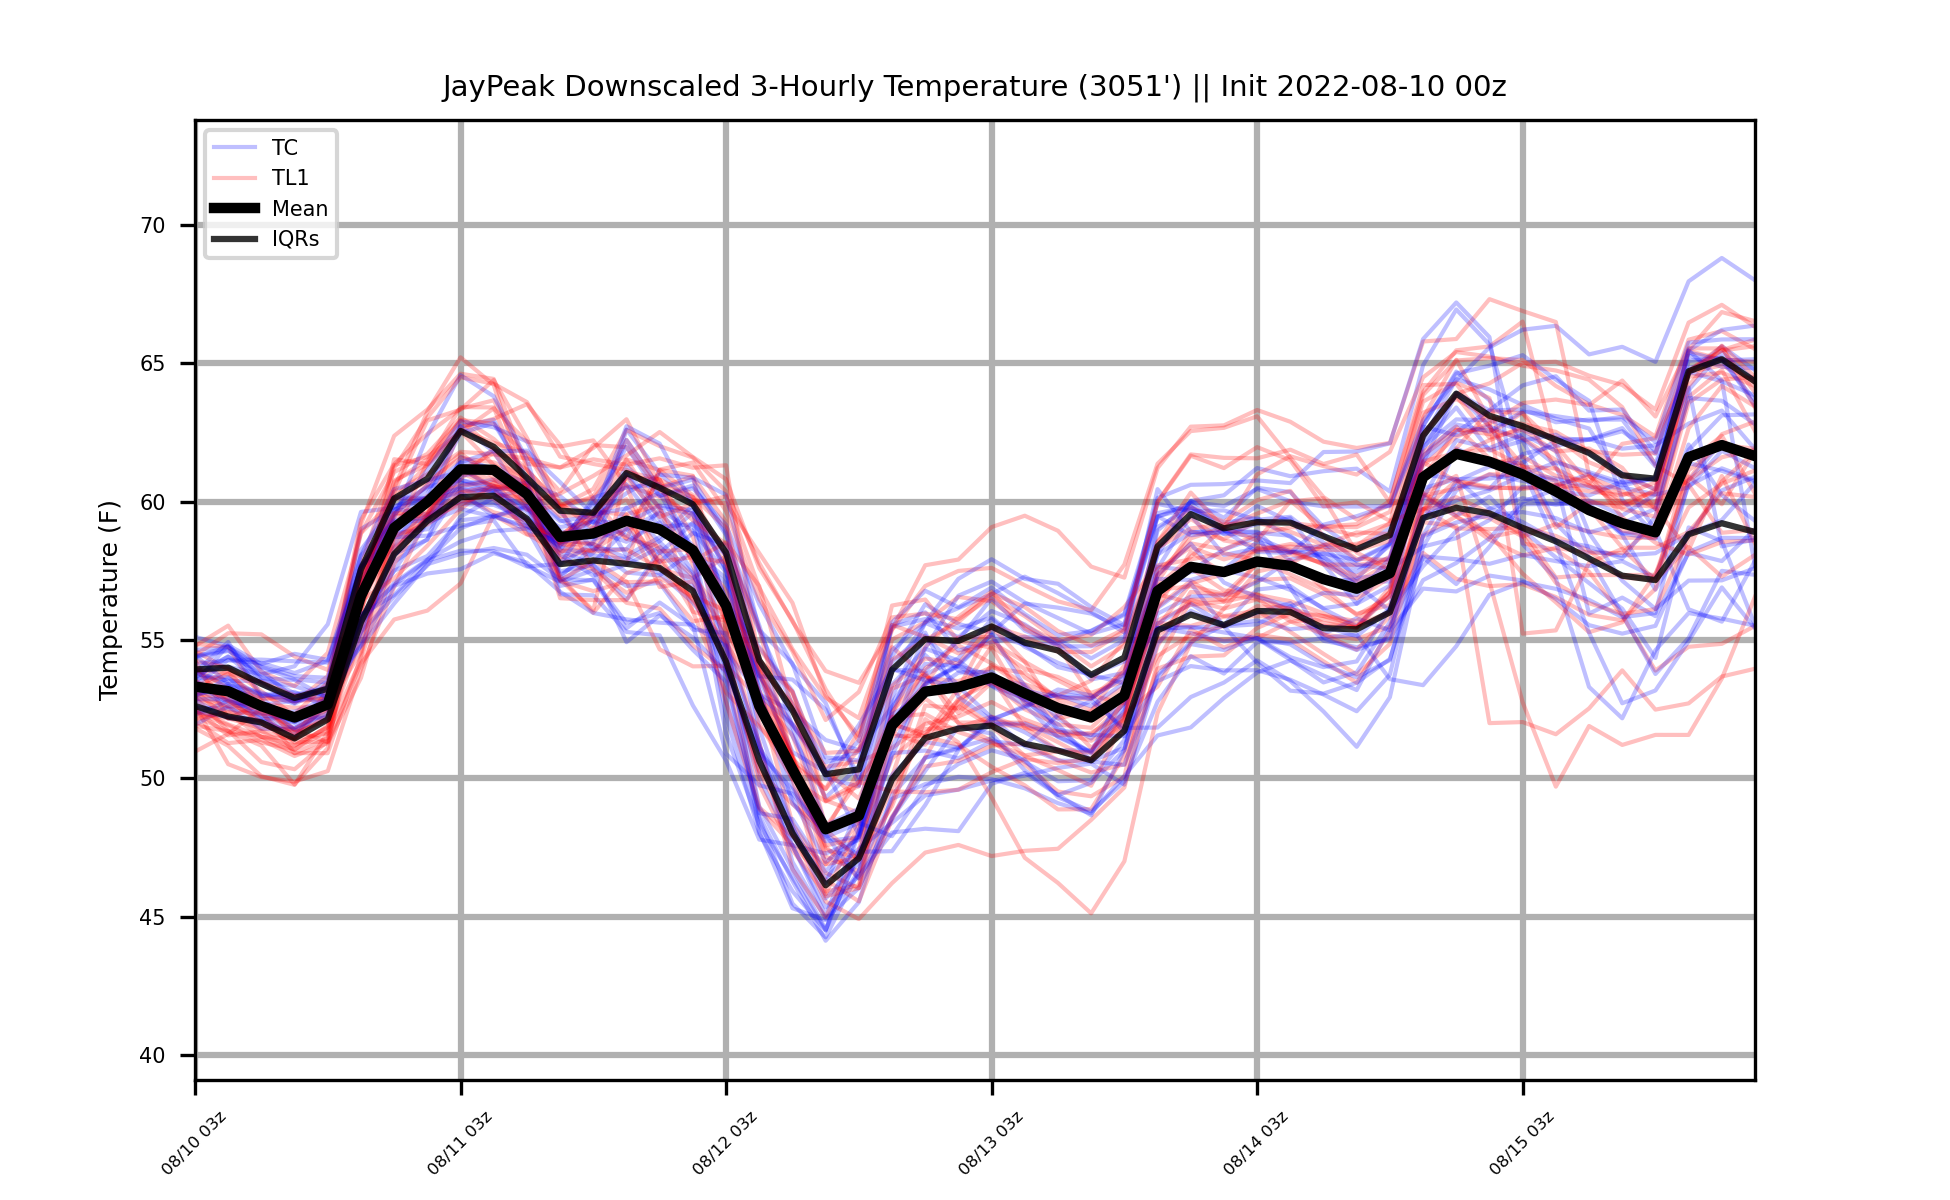 JayPeak Downscaled 3-Hourly Temperature (3051') || Init 2022-08-10 00z
TC
TL1
Mean
IQRs
Temperature (F)
70
65
60
55
50
45
40
08/10 03z
08/11 03z
08/12 03z
08/13 03z
08/14 03z
08/15 03z